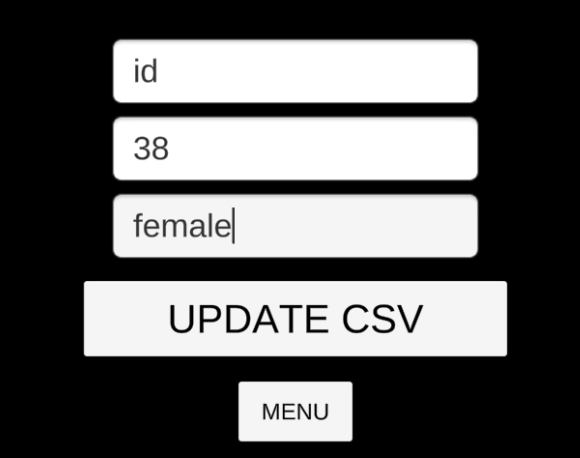 id
38
female
UPDATE CSV
MENU